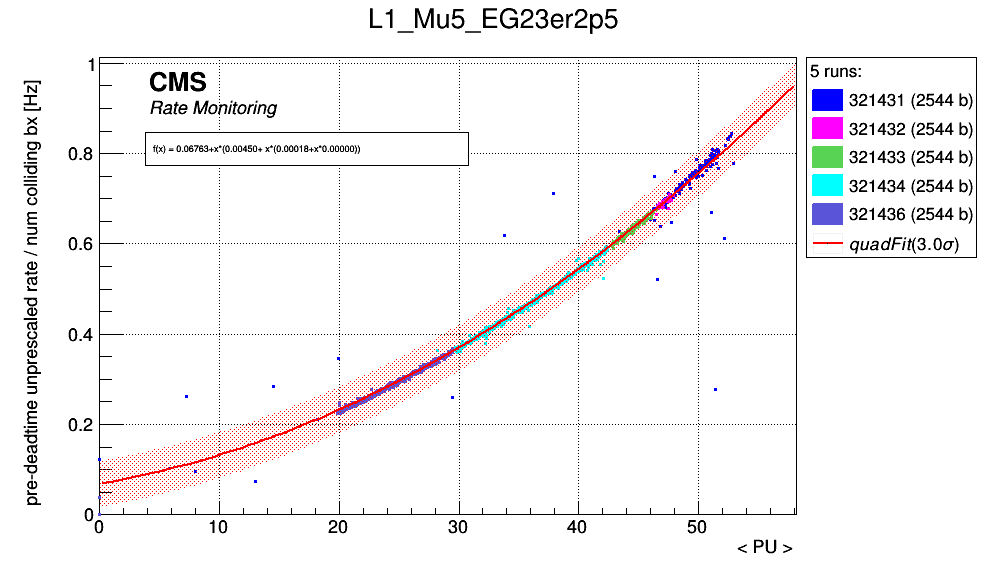 L1_Mu5_EG23er2p5
pre-deadtime unprescaled rate / num colliding bx [Hz]
1
0.8
0.6
0.4
0.2
0
CMS
Rate Monitoring
f(x) = 0.06763+x*(0.00450+ x*(0.00018+x*0.00000))
0 10 20 30 40 50
< PU >
5 runs:
321431 (2544 b)
321432 (2544 b)
321433 (2544 b)
321434 (2544 b)
321436 (2544 b)
quadFit(3.0σ)